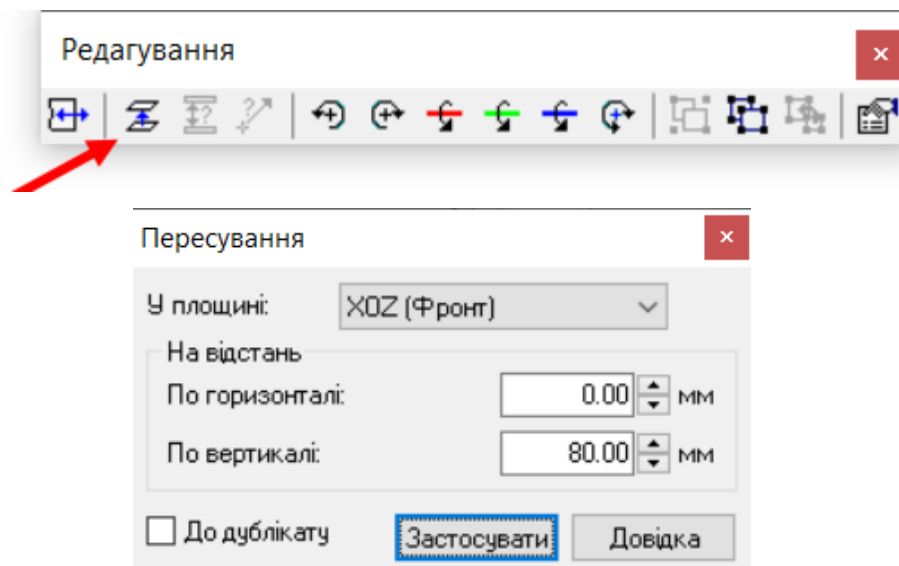 Редагування
Пересування
У площині: XOZ (Фронт)
На відстань
По горизонталі: 0.00 мм
По вертикалі: 80.00 мм
До дублікату Застосувати Довідка